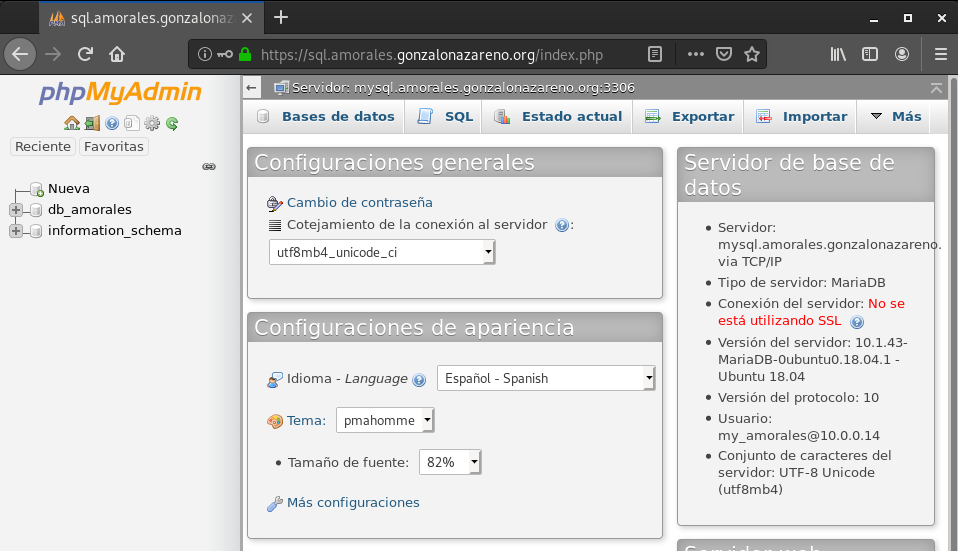 sql.amorales.gonzalonaz
https://sql.amorales.gonzalonazareno.org/index.php
phpMyAdmin
Reciente
Favoritas
Nueva
db_amorales
information_schema
Servidor: mysql.amorales.gonzalonazareno.org:3306
Bases de datos
SQL
Estado actual
Exportar
Importar
Más
Configuraciones generales
Cambio de contraseña
Cotejamiento de la conexión al servidor :
utf8mb4_unicode_ci
Configuraciones de apariencia
Idioma - Language
Español - Spanish
Tema:
pmahomme
Tamaño de fuente:
82%
Más configuraciones
Servidor de base de
datos
Servidor:
mysql.amorales.gonzalonazareno.
via TCP/IP
Tipo de servidor: MariaDB
Conexión del servidor: No se
está utilizando SSL
Versión del servidor: 10.1.43-
MariaDB-0ubuntu0.18.04.1 -
Ubuntu 18.04
Versión del protocolo: 10
Usuario:
my_amorales@10.0.0.14
Conjunto de caracteres del
servidor: UTF-8 Unicode
(utf8mb4)
Servidor web